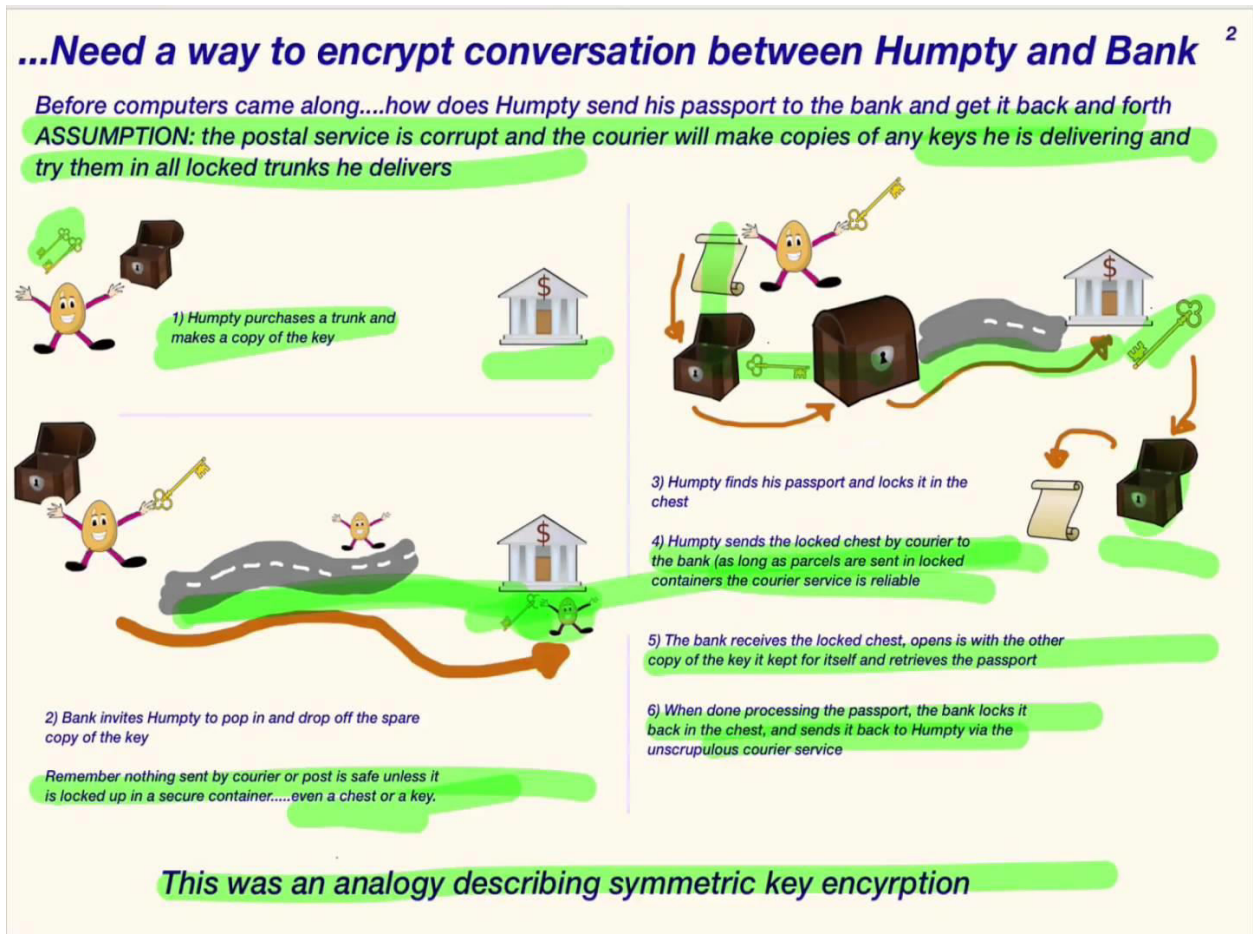 ...Need a way to encrypt conversation between Humpty and Bank
2
Before computers came along....how does Humpty send his passport to the bank and get it back and forth
ASSUMPTION: the postal service is corrupt and the courier will make copies of any keys he is delivering and
try them in all locked trunks he delivers
1) Humpty purchases a trunk and
makes a copy of the key
$
2) Bank invites Humpty to pop in and drop off the spare
copy of the key
Remember nothing sent by courier or post is safe unless it
is locked up in a secure container.....even a chest or a key.
$
$
3) Humpty finds his passport and locks it in the
chest
4) Humpty sends the locked chest by courier to
the bank (as long as parcels are sent in locked
containers the courier service is reliable
5) The bank receives the locked chest, opens is with the other
copy of the key it kept for itself and retrieves the passport
6) When done processing the passport, the bank locks it
back in the chest, and sends it back to Humpty via the
unscrupulous courier service
This was an analogy describing symmetric key encyrption